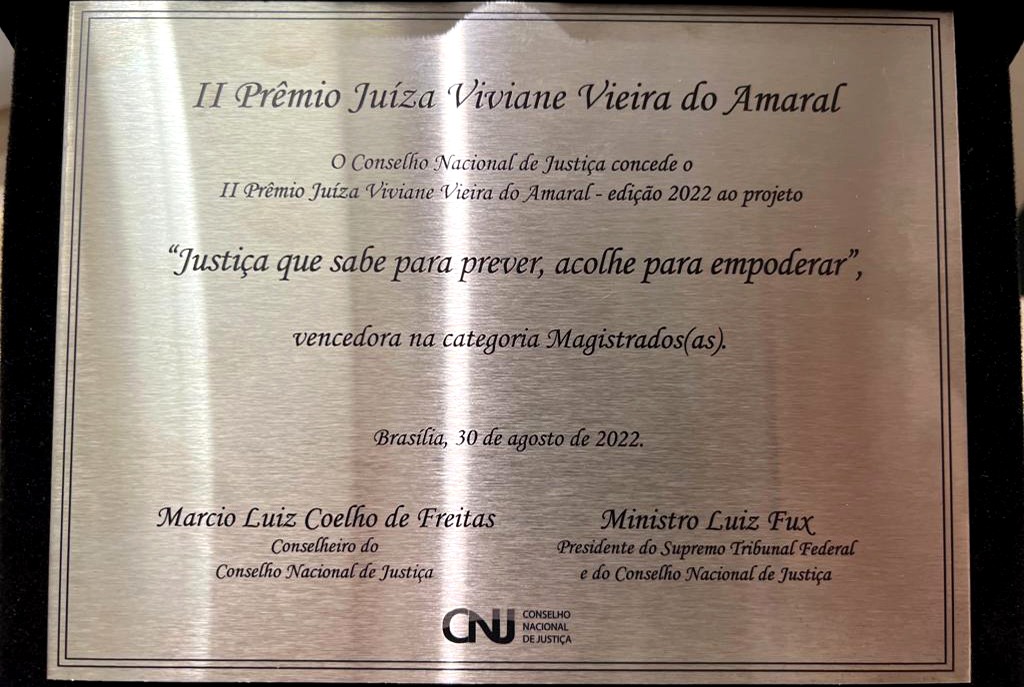 II Prêmio Juíza Viviane Vieira do Amaral
O Conselho Nacional de Justiça concede o
II Prêmio Juíza Viviane Vieira do Amaral - edição 2022 ao projeto
“Justiça que sabe para prever, acolhe para empoderar”,
vencedora na categoria Magistrados(as).
Brasília, 30 de agosto de 2022.
Marcio Luiz Coelho de Freitas
Conselheiro do
Conselho Nacional de Justiça
Ministro Luiz Fux
Presidente do Supremo Tribunal Federal
e do Conselho Nacional de Justiça
CNJ
CONSELHO
NACIONAL
DE JUSTIÇA